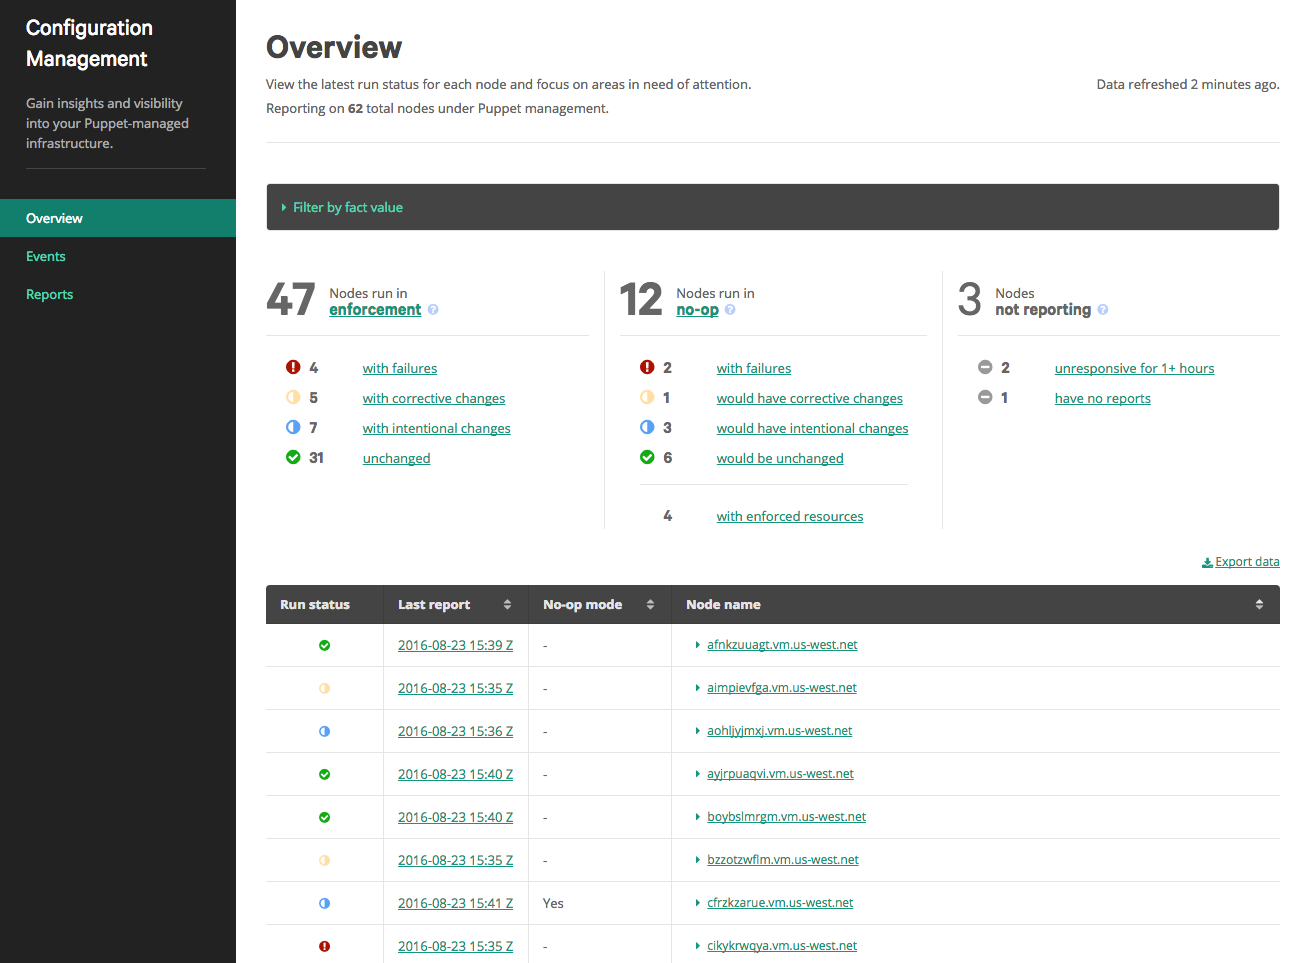 Configuration
Management
Gain insights and visibility
into your Puppet-managed
infrastructure.
Overview
Events
Reports
Overview
View the latest run status for each node and focus on areas in need of attention.
Data refreshed 2 minutes ago.
Reporting on 62 total nodes under Puppet management.
Filter by fact value
47 Nodes run in
enforcement ?
4 with failures
5 with corrective changes
7 with intentional changes
31 unchanged
12 Nodes run in
no-op ?
2 with failures
1 would have corrective changes
3 would have intentional changes
6 would be unchanged
4 with enforced resources
3 Nodes
not reporting ?
2 unresponsive for 1+ hours
1 have no reports
Export data
Run status Last report No-op mode Node name
2016-08-23 15:39 Z - afnkzuuagt.vm.us-west.net
2016-08-23 15:35 Z - aimpievfga.vm.us-west.net
2016-08-23 15:36 Z - aohljyjmxj.vm.us-west.net
2016-08-23 15:40 Z - ayjrpuaqvi.vm.us-west.net
2016-08-23 15:40 Z - boybslmrgm.vm.us-west.net
2016-08-23 15:35 Z - bzzotzwflm.vm.us-west.net
2016-08-23 15:41 Z Yes cfrzkzarue.vm.us-west.net
2016-08-23 15:35 Z - cikykrwqya.vm.us-west.net